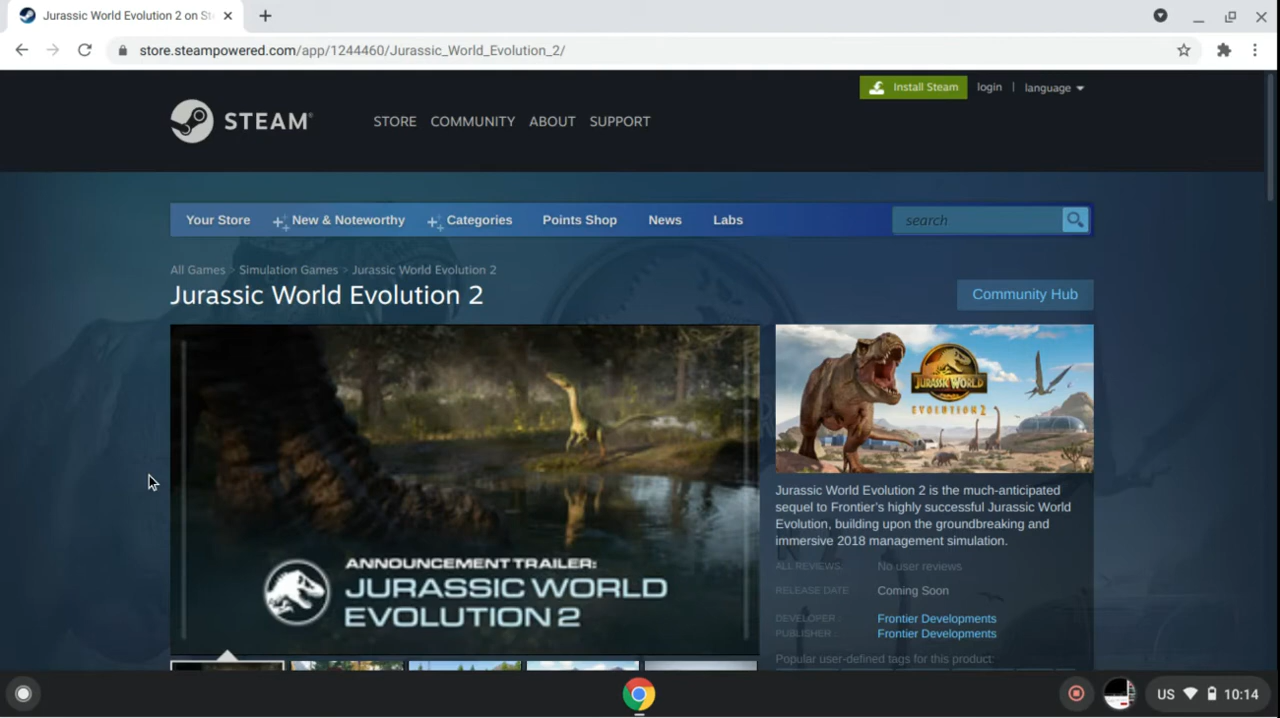 Jurassic World Evolution 2 on St
store.steampowered.com/app/1244460/Jurassic_World_Evolution_2/
Install Steam login | language
STEAM® STORE COMMUNITY ABOUT SUPPORT
Your Store New & Noteworthy Categories Points Shop News Labs search
All Games > Simulation Games > Jurassic World Evolution 2
Jurassic World Evolution 2
Community Hub
ANNOUNCEMENT TRAILER:
JURASSIC WORLD
EVOLUTION 2
JURASSIC WORLD
EVOLUTION 2
Jurassic World Evolution 2 is the much-anticipated
sequel to Frontier's highly successful Jurassic World
Evolution, building upon the groundbreaking and
immersive 2018 management simulation.
ALL REVIEWS: No user reviews
RELEASE DATE Coming Soon
DEVELOPER : Frontier Developments
PUBLISHER : Frontier Developments
Popular user-defined tags for this product:
US 10:14